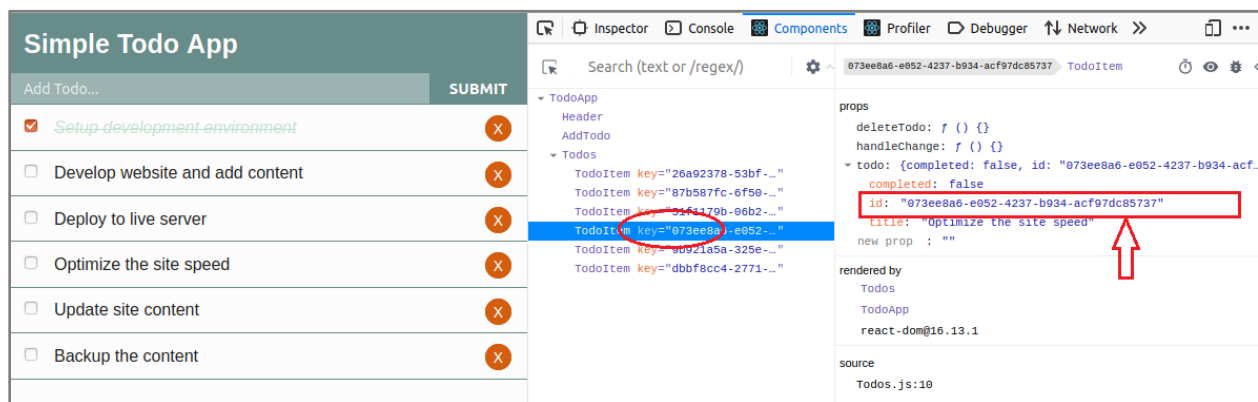 Simple Todo App
Add Todo...
SUBMIT
Setup development environment
X
Develop website and add content
X
Deploy to live server
X
Optimize the site speed
X
Update site content
X
Backup the content
X
Inspector Console Components Profiler Debugger Network
Search (text or /regex/)
TodoApp
Header
AddTodo
Todos
TodoItem key="26a92378-53bf-…"
TodoItem key="87b587fc-6f50-…"
TodoItem key="51f1179b-06b2-…"
TodoItem key="073ee8a6-e052-…"
TodoItem key="9b921a5a-325e-…"
TodoItem key="dbbf8cc4-2771-…"
073ee8a6-e052-4237-b934-acf97dc85737 TodoItem
props
deleteTodo: ƒ () {}
handleChange: ƒ () {}
todo: {completed: false, id: "073ee8a6-e052-4237-b934-acf…
completed: false
id: "073ee8a6-e052-4237-b934-acf97dc85737"
title: "Optimize the site speed"
new prop : ""
rendered by
Todos
TodoApp
react-dom@16.13.1
source
Todos.js:10